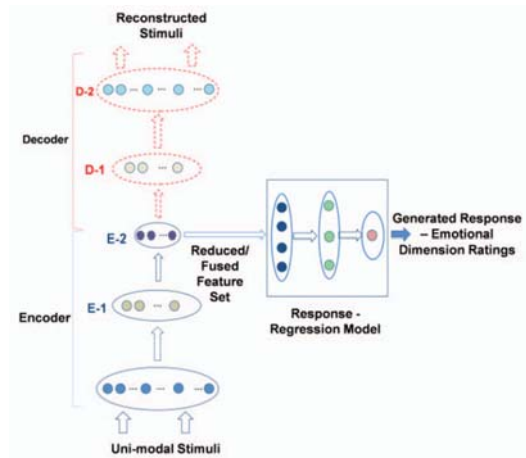 Reconstructed
Stimuli
D-2
Decoder
D-1
E-2
Reduced/
Fused
Feature
Set
Generated Response
– Emotional
Dimension Ratings
E-1
Encoder
Response -
Regression Model
Uni-modal Stimuli